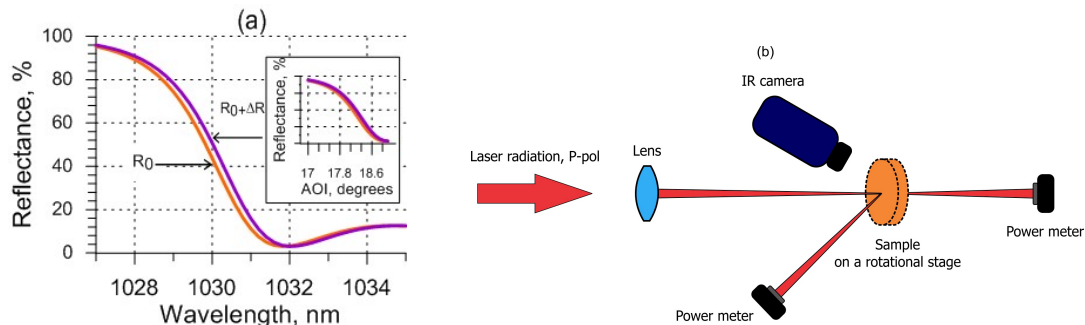 (a)
Reflectance, %
100
80
60
40
20
0
R0+ΔR
R0
Reflectance, %
17 17.8 18.6
AOI, degrees
1028 1030 1032 1034
Wavelength, nm
(b)
IR camera
Laser radiation, P-pol
Lens
Sample
on a rotational stage
Power meter
Power meter